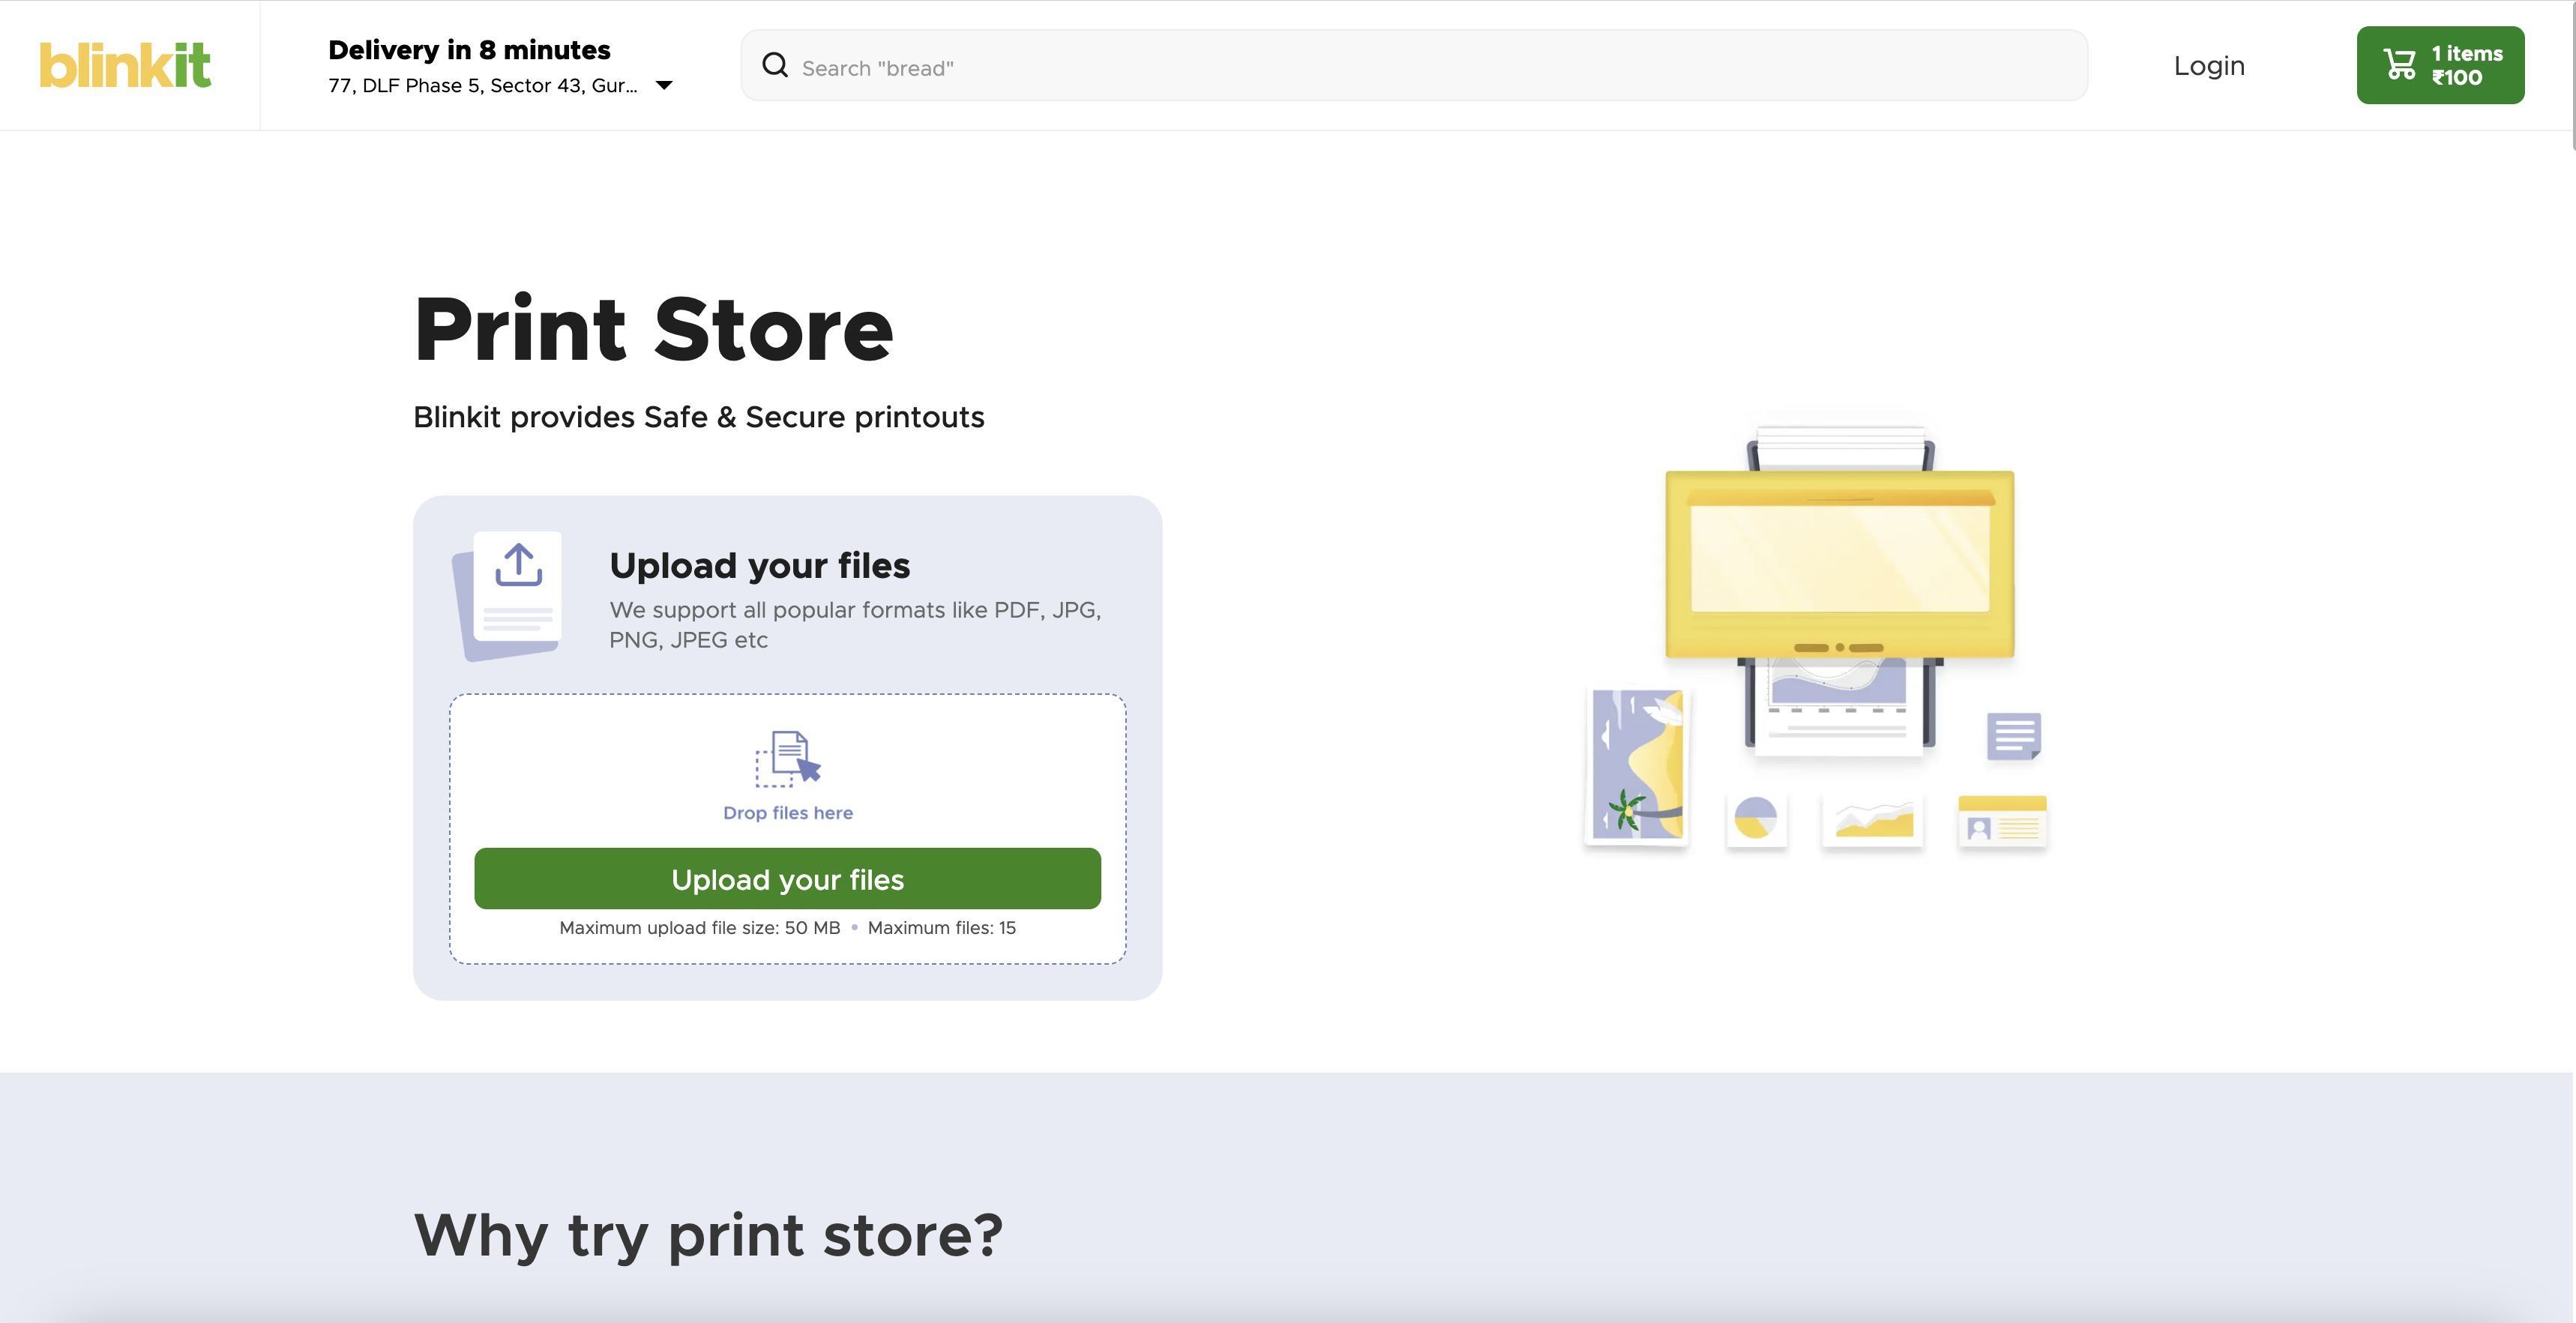 blinkit
Delivery in 8 minutes
77, DLF Phase 5, Sector 43, Gur...
Search "bread"
Login
1 items
₹100
Print Store
Blinkit provides Safe & Secure printouts
Upload your files
We support all popular formats like PDF, JPG,
PNG, JPEG etc
Drop files here
Upload your files
Maximum upload file size: 50 MB • Maximum files: 15
Why try print store?